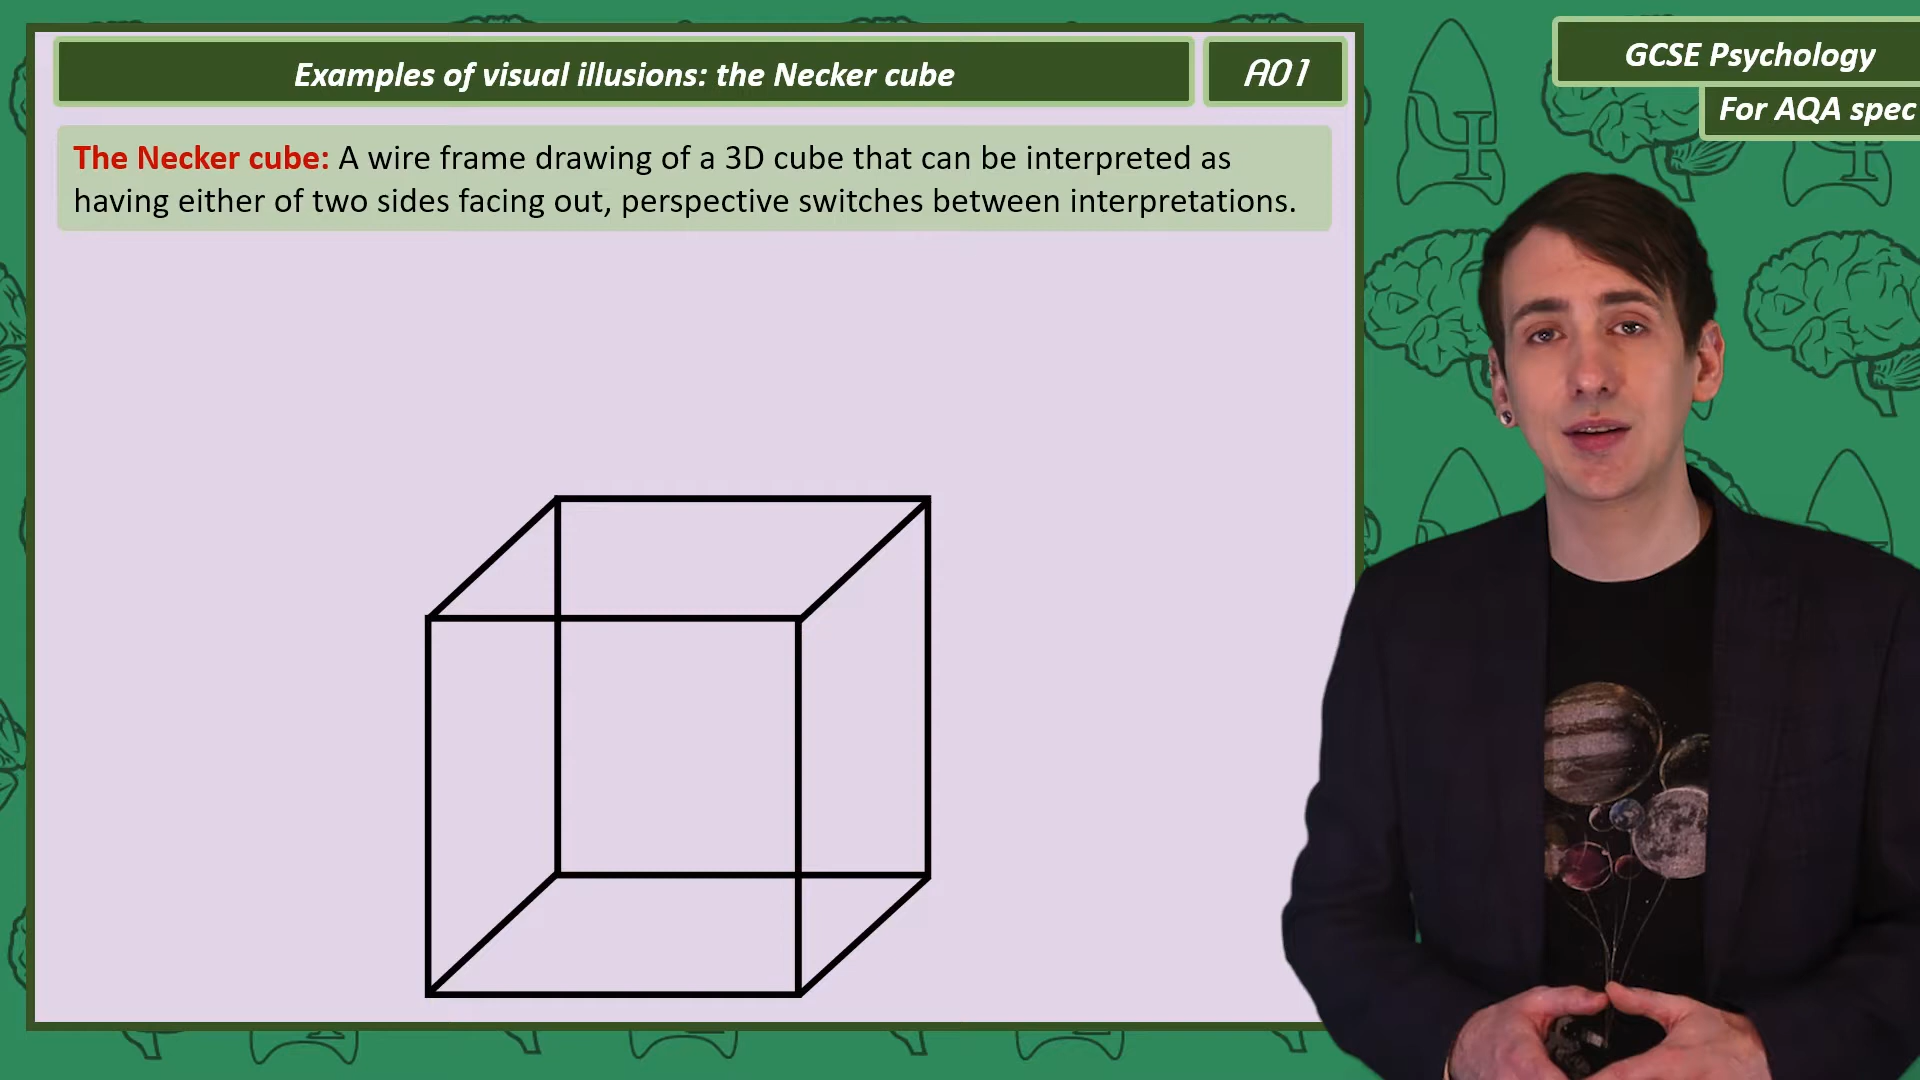 Examples of visual illusions: the Necker cube
AO1
GCSE Psychology
For AQA spec
The Necker cube: A wire frame drawing of a 3D cube that can be interpreted as
having either of two sides facing out, perspective switches between interpretations.